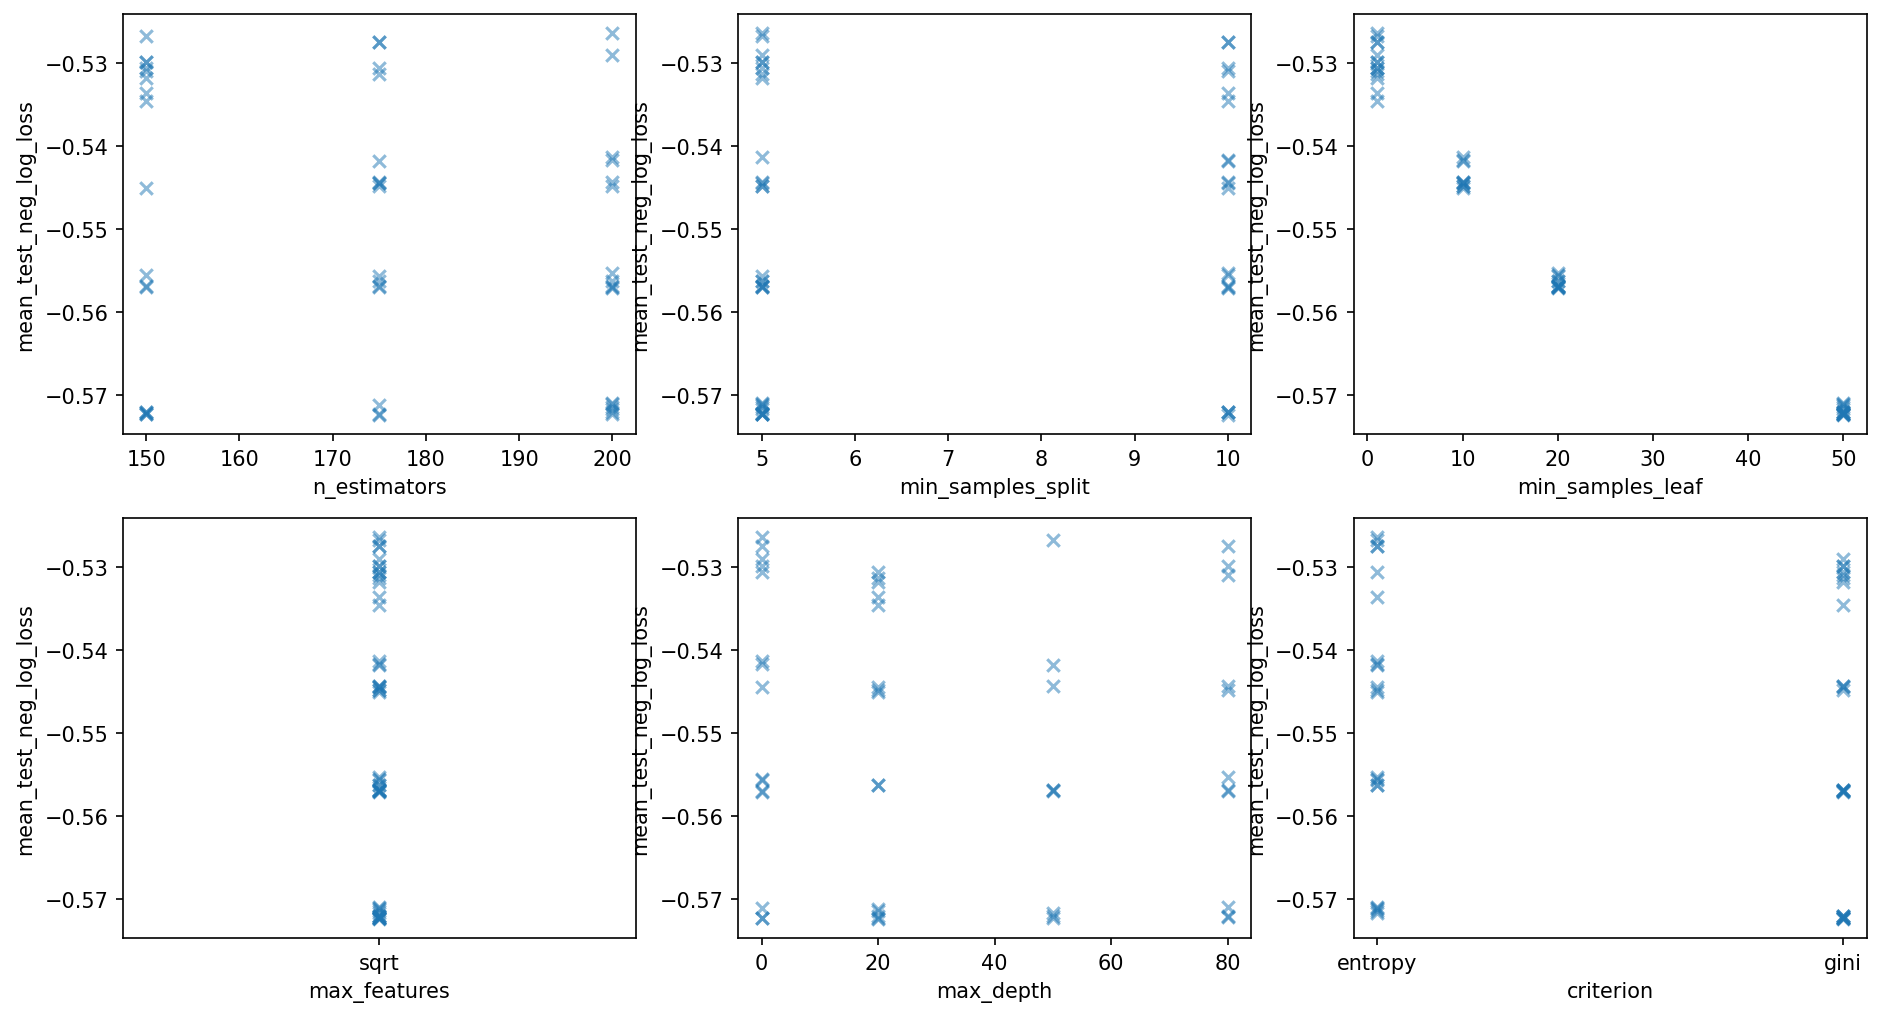 mean_test_neg_log_loss
−0.53
−0.54
−0.55
−0.56
−0.57
150 160 170 180 190 200
n_estimators
mean_test_neg_log_loss
−0.53
−0.54
−0.55
−0.56
−0.57
5 6 7 8 9 10
min_samples_split
mean_test_neg_log_loss
−0.53
−0.54
−0.55
−0.56
−0.57
0 10 20 30 40 50
min_samples_leaf
mean_test_neg_log_loss
−0.53
−0.54
−0.55
−0.56
−0.57
sqrt
max_features
mean_test_neg_log_loss
−0.53
−0.54
−0.55
−0.56
−0.57
0 20 40 60 80
max_depth
mean_test_neg_log_loss
−0.53
−0.54
−0.55
−0.56
−0.57
entropy gini
criterion